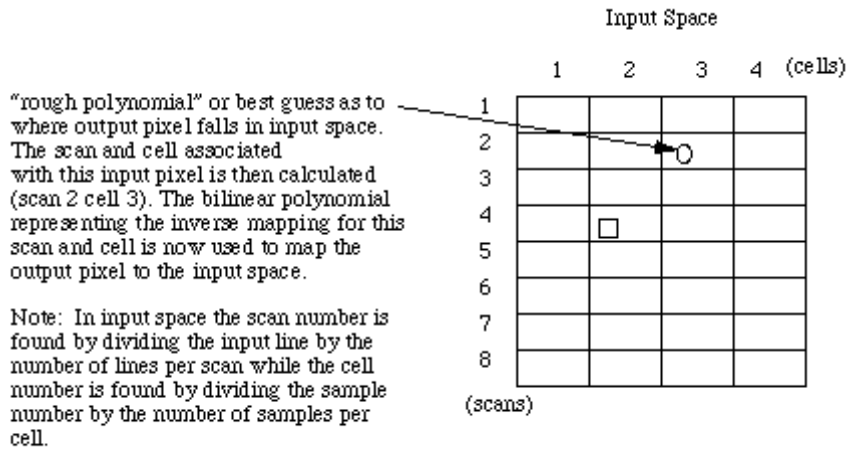 Input Space
1 2 3 4 (cells)
"rough polynomial" or best guess as to
where output pixel falls in input space.
The scan and cell associated
with this input pixel is then calculated
(scan 2 cell 3). The bilinear polynomial
representing the inverse mapping for this
scan and cell is now used to map the
output pixel to the input space.
Note: In input space the scan number is
found by dividing the input line by the
number of lines per scan while the cell
number is found by dividing the sample
number by the number of samples per
cell.
1
2
3
4
5
6
7
8
(scans)